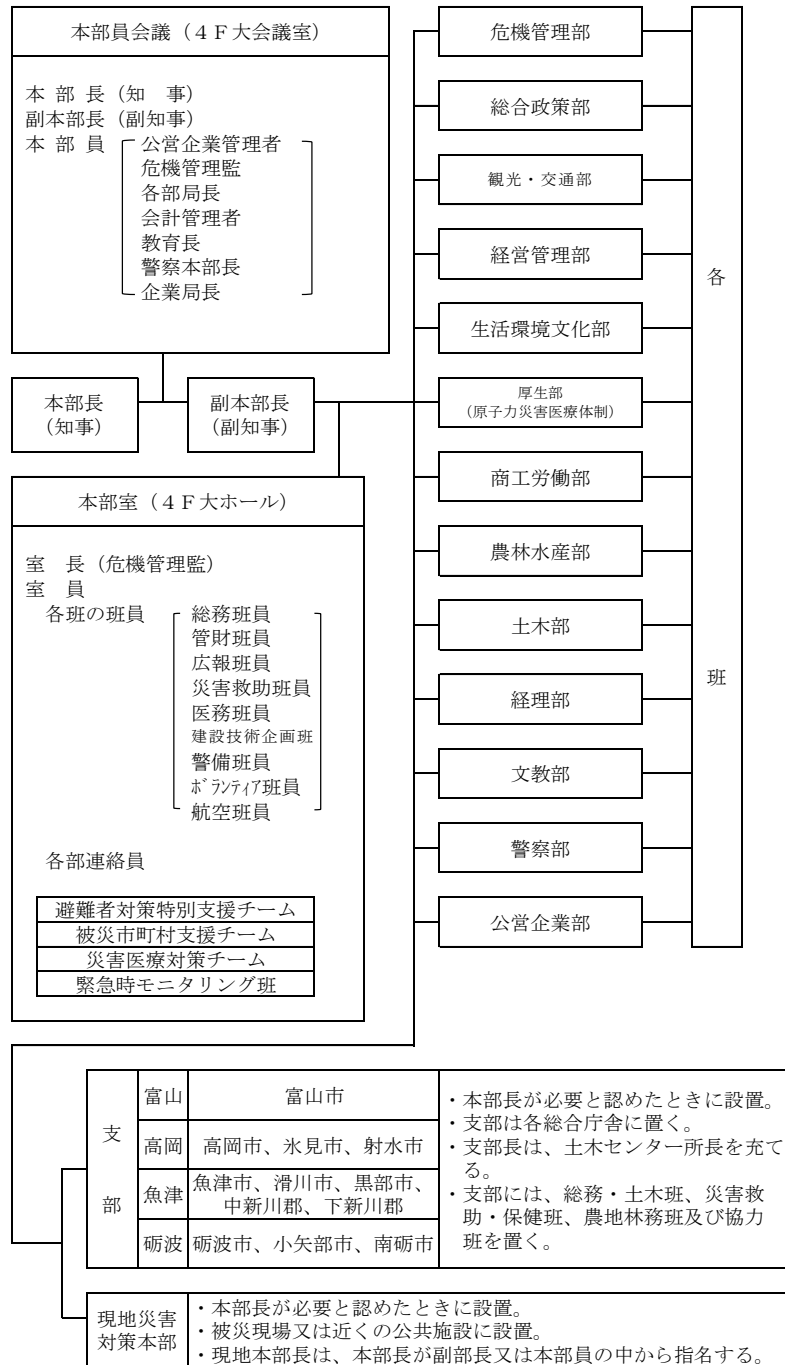 本部員会議（４Ｆ大会議室）
本 部 長（知　事）
副本部長（副知事）
本 部 員
公営企業管理者
危機管理監
各部局長
会計管理者
教育長
警察本部長
企業局長
本部長
（知事）
副本部長
（副知事）
本部室（４Ｆ大ホール）
室　長（危機管理監）
室　員
各班の班員
総務班員
管財班員
広報班員
災害救助班員
医務班員
建設技術企画班
警備班員
ﾎﾞﾗﾝﾃｨｱ班員
航空班員
各部連絡員
避難者対策特別支援チーム
被災市町村支援チーム
災害医療対策チーム
緊急時モニタリング班
危機管理部
総合政策部
観光・交通部
経営管理部
生活環境文化部
厚生部
（原子力災害医療体制）
商工労働部
農林水産部
土木部
経理部
文教部
警察部
公営企業部
各
班
支
部
富山
富山市
高岡
高岡市、氷見市、射水市
魚津
魚津市、滑川市、黒部市、
中新川郡、下新川郡
砺波
砺波市、小矢部市、南砺市
・本部長が必要と認めたときに設置。
・支部は各総合庁舎に置く。
・支部長は、土木センター所長を充て
る。
・支部には、総務・土木班、災害救
助・保健班、農地林務班及び協力
班を置く。
現地災害
対策本部
・本部長が必要と認めたときに設置。
・被災現場又は近くの公共施設に設置。
・現地本部長は、本部長が副部長又は本部員の中から指名する。